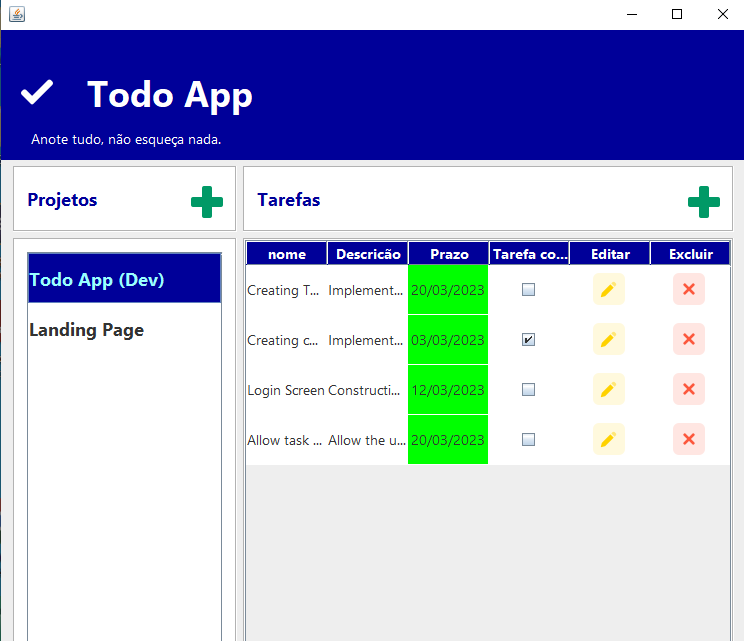 Todo App
Anote tudo, não esqueça nada.
Projetos
Tarefas
Todo App (Dev)
Landing Page
nome Descricão Prazo Tarefa co... Editar Excluir
Creating T... Implement... 20/03/2023
Creating c... Implement... 03/03/2023
Login Screen Constructi... 12/03/2023
Allow task ... Allow the u... 20/03/2023